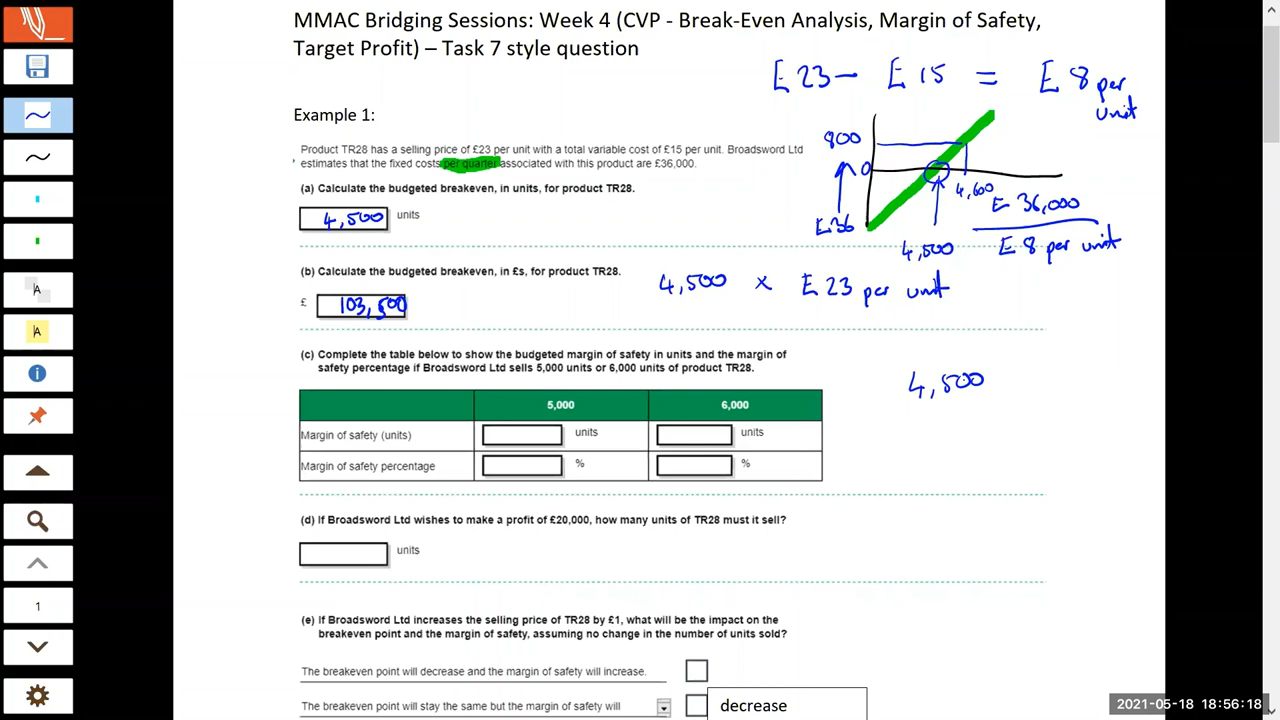 MMAC Bridging Sessions: Week 4 (CVP - Break-Even Analysis, Margin of Safety,
Target Profit) – Task 7 style question
£23 – £15 = £8 per unit
Example 1:
Product TR28 has a selling price of £23 per unit with a total variable cost of £15 per unit. Broadsword Ltd
estimates that the fixed costs per quarter associated with this product are £36,000.
800
0
£36
4,600
4,500
£36,000
£8 per unit
(a) Calculate the budgeted breakeven, in units, for product TR28.
4,500 units
(b) Calculate the budgeted breakeven, in £s, for product TR28.
£ 103,500
4,500 x £23 per unit
(c) Complete the table below to show the budgeted margin of safety in units and the margin of
safety percentage if Broadsword Ltd sells 5,000 units or 6,000 units of product TR28.
4,500
5,000 6,000
Margin of safety (units) units units
Margin of safety percentage % %
(d) If Broadsword Ltd wishes to make a profit of £20,000, how many units of TR28 must it sell?
units
(e) If Broadsword Ltd increases the selling price of TR28 by £1, what will be the impact on the
breakeven point and the margin of safety, assuming no change in the number of units sold?
The breakeven point will decrease and the margin of safety will increase.
The breakeven point will stay the same but the margin of safety will
decrease
A
A
1
2021-05-18 18:56:18